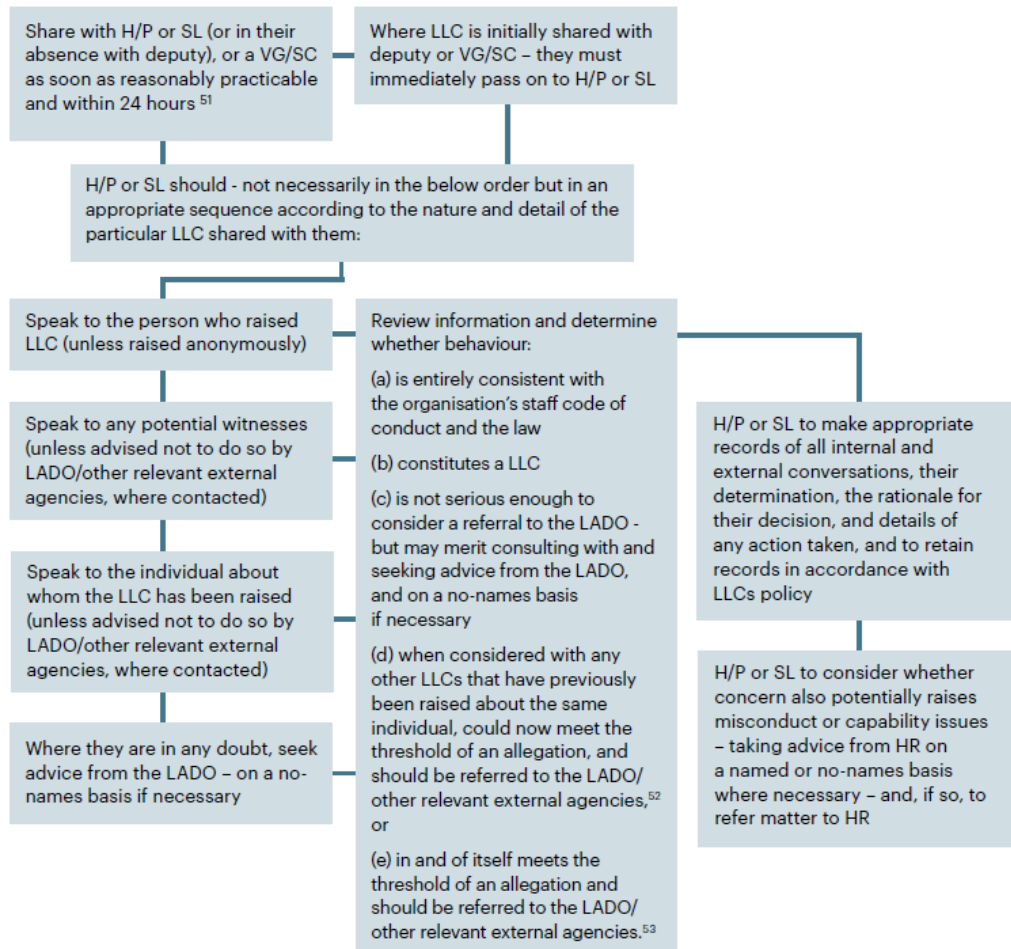 Share with H/P or SL (or in their
absence with deputy), or a VG/SC
as soon as reasonably practicable
and within 24 hours 51
Where LLC is initially shared with
deputy or VG/SC – they must
immediately pass on to H/P or SL
H/P or SL should - not necessarily in the below order but in an
appropriate sequence according to the nature and detail of the
particular LLC shared with them:
Speak to the person who raised
LLC (unless raised anonymously)
Speak to any potential witnesses
(unless advised not to do so by
LADO/other relevant external
agencies, where contacted)
Speak to the individual about
whom the LLC has been raised
(unless advised not to do so by
LADO/other relevant external
agencies, where contacted)
Where they are in any doubt, seek
advice from the LADO – on a no-
names basis if necessary
Review information and determine
whether behaviour:
(a) is entirely consistent with
the organisation’s staff code of
conduct and the law
(b) constitutes a LLC
(c) is not serious enough to
consider a referral to the LADO -
but may merit consulting with and
seeking advice from the LADO,
and on a no-names basis
if necessary
(d) when considered with any
other LLCs that have previously
been raised about the same
individual, could now meet the
threshold of an allegation, and
should be referred to the LADO/
other relevant external agencies,52
or
(e) in and of itself meets the
threshold of an allegation and
should be referred to the LADO/
other relevant external agencies.53
H/P or SL to make appropriate
records of all internal and
external conversations, their
determination, the rationale for
their decision, and details of
any action taken, and to retain
records in accordance with
LLCs policy
H/P or SL to consider whether
concern also potentially raises
misconduct or capability issues
– taking advice from HR on
a named or no-names basis
where necessary – and, if so, to
refer matter to HR